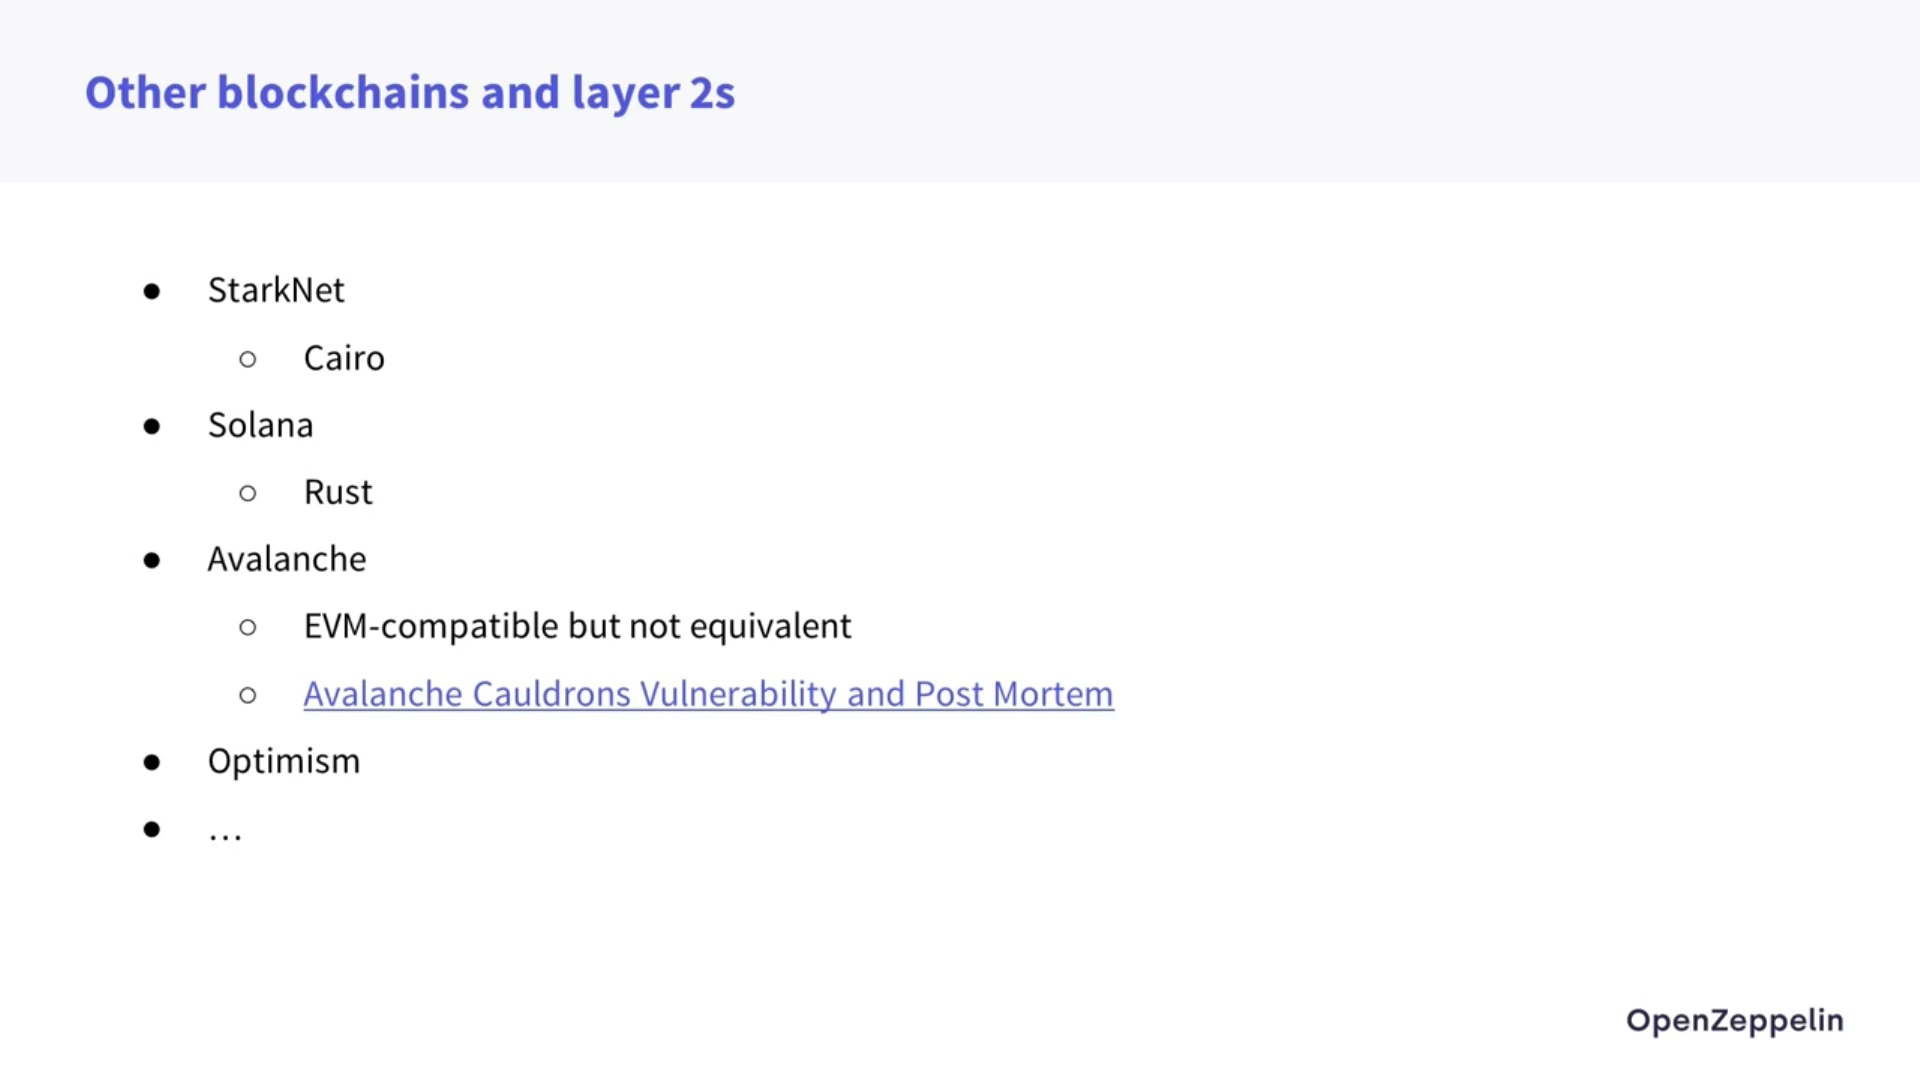 Other blockchains and layer 2s
● StarkNet
○ Cairo
● Solana
○ Rust
● Avalanche
○ EVM-compatible but not equivalent
○ Avalanche Cauldrons Vulnerability and Post Mortem
● Optimism
● …
OpenZeppelin